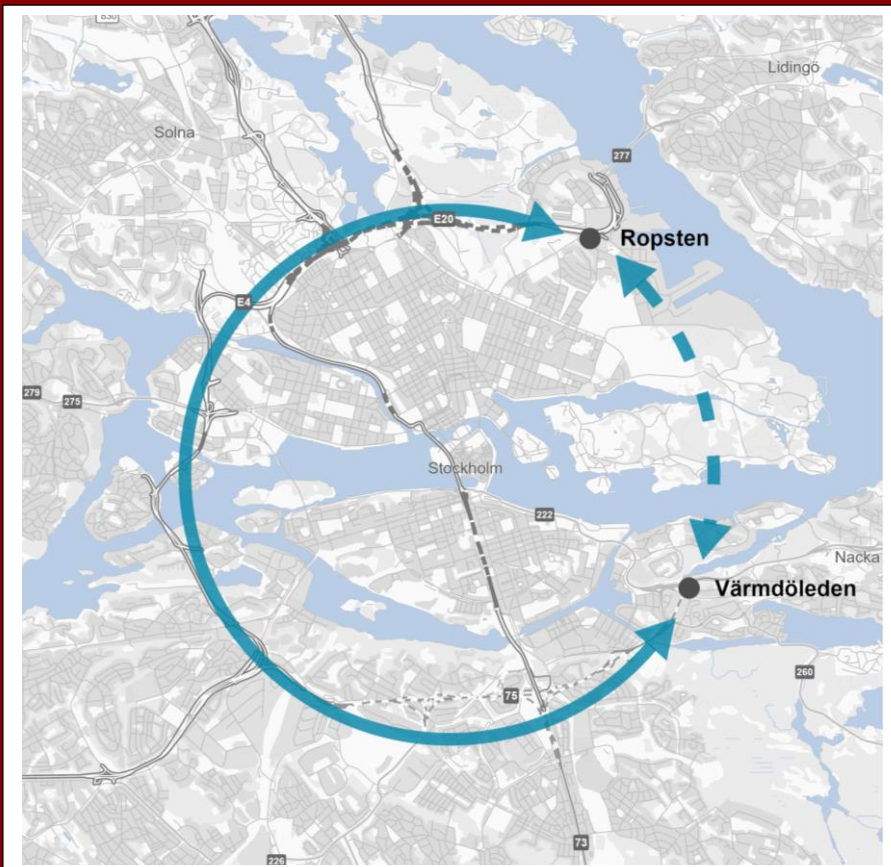 Lidingö
Solna
277
E20
Ropsten
E4
279
275
Stockholm
222
Nacka
Värmdöleden
260
75
73
226